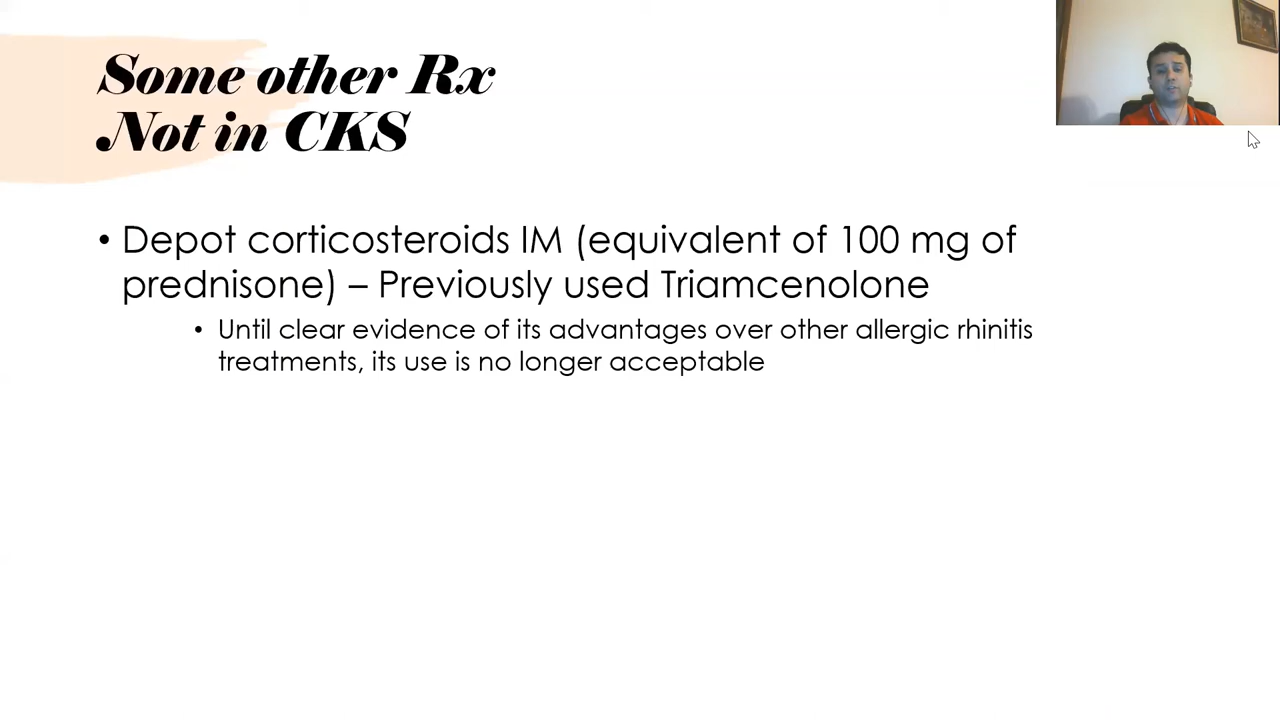 Some other Rx
Not in CKS
• Depot corticosteroids IM (equivalent of 100 mg of
prednisone) – Previously used Triamcenolone
• Until clear evidence of its advantages over other allergic rhinitis
treatments, its use is no longer acceptable